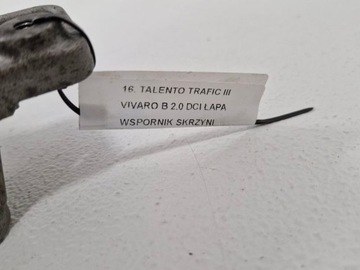 16. TALENTO TRAFIC III
VIVARO B 2.0 DCI ŁAPA
WSPORNIK SKRZYNI